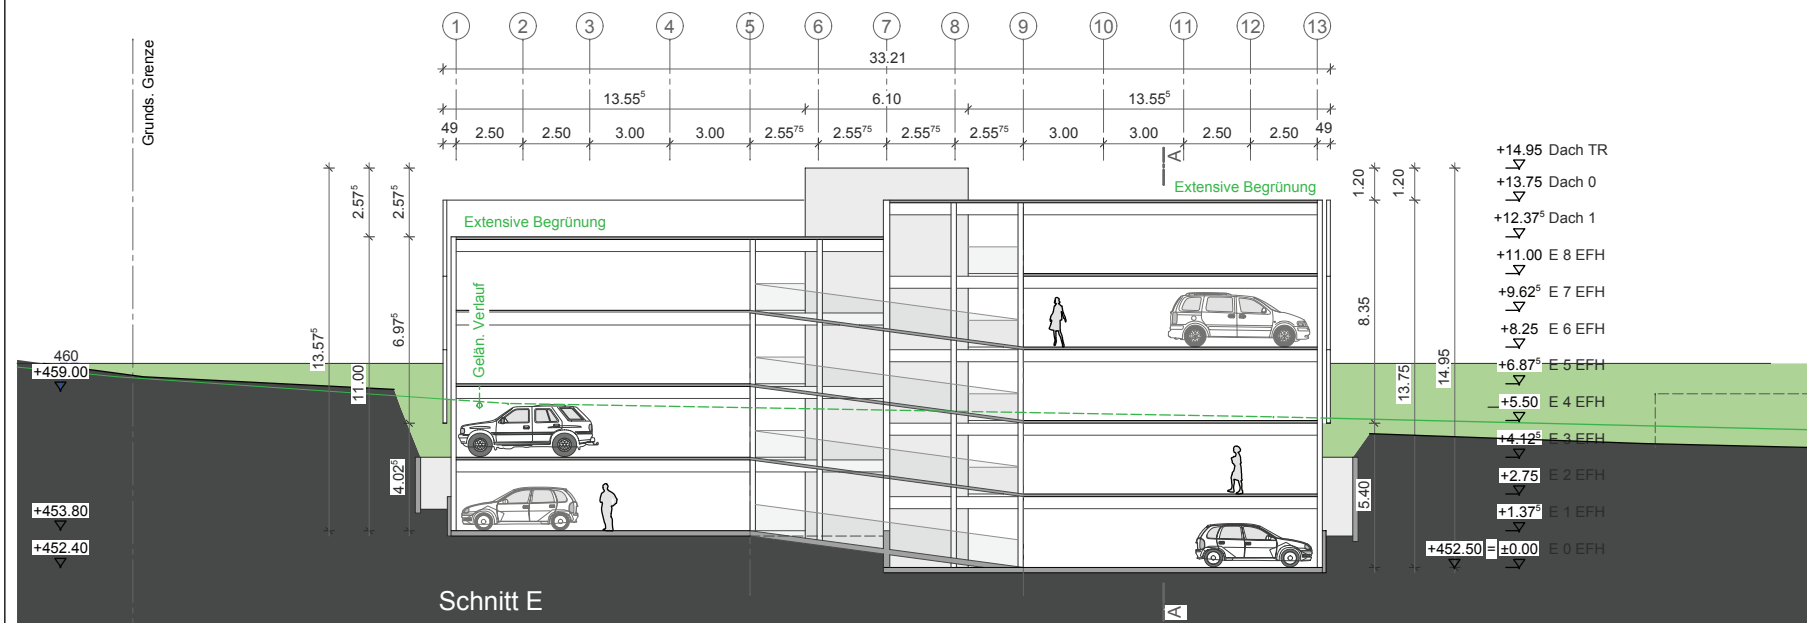 1 2 3 4 5 6 7 8 9 10 11 12 13
33.21
13.55⁵ 6.10 13.55⁵
49 2.50 2.50 3.00 3.00 2.55⁷⁵ 2.55⁷⁵ 2.55⁷⁵ 2.55⁷⁵ 3.00 3.00 2.50 2.50 49
Grunds. Grenze
A
+14.95 Dach TR
+13.75 Dach 0
+12.37⁵ Dach 1
+11.00 E 8 EFH
+9.62⁵ E 7 EFH
+8.25 E 6 EFH
+6.87⁵ E 5 EFH
+5.50 E 4 EFH
+4.12⁵ E 3 EFH
+2.75 E 2 EFH
+1.37⁵ E 1 EFH
+452.50 = ±0.00 E 0 EFH
Extensive Begrünung
Extensive Begrünung
Gelän. Verlauf
13.57⁵
2.57⁵
11.00
2.57⁵
6.97⁵
4.02⁵
1.20
8.35
5.40
1.20
13.75
14.95
460
+459.00
+453.80
+452.40
Schnitt E
A